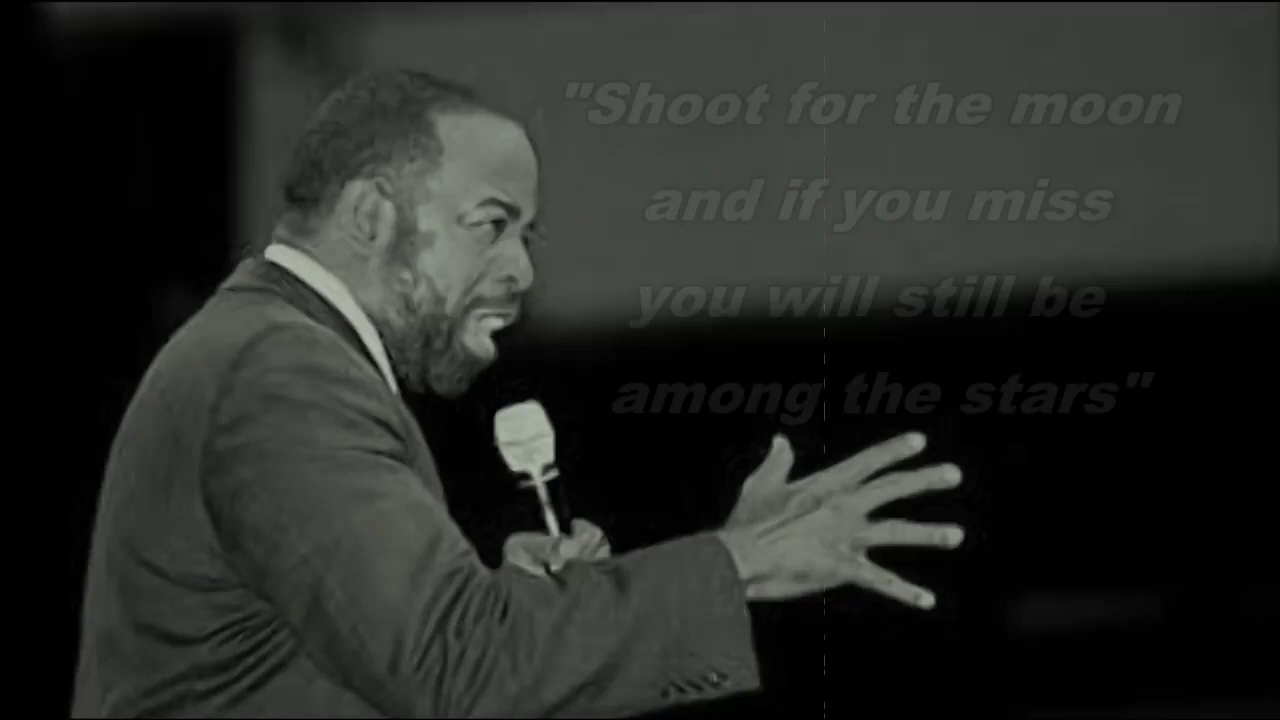 "Shoot for the moon
and if you miss
you will still be
among the stars"